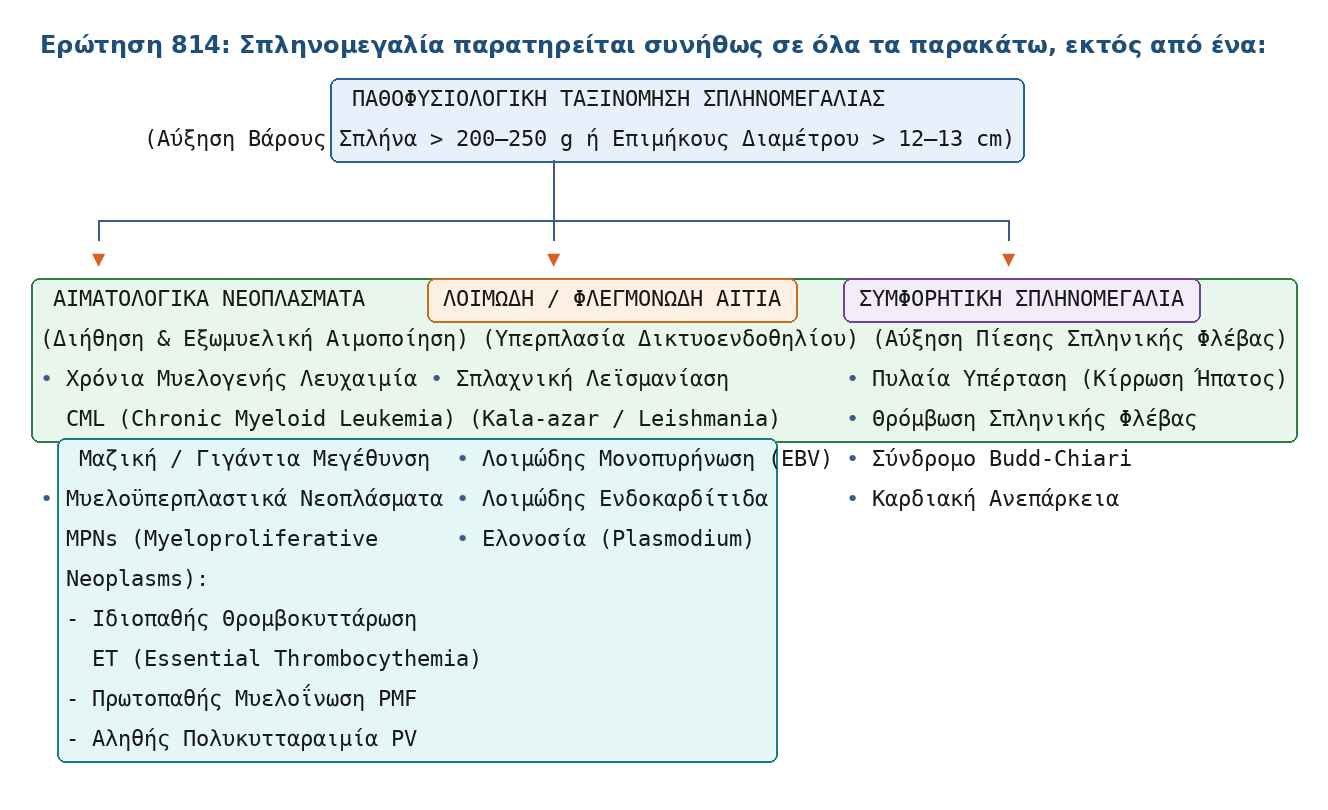 Ερώτηση 814: Σπληνομεγαλία παρατηρείται συνήθως σε όλα τα παρακάτω, εκτός από ένα:
ΠΑΘΟΦΥΣΙΟΛΟΓΙΚΗ ΤΑΞΙΝΟΜΗΣΗ ΣΠΛΗΝΟΜΕΓΑΛΙΑΣ
(Αύξηση Βάρους Σπλήνα > 200–250 g ή Επιμήκους Διαμέτρου > 12–13 cm)
▼ ▼ ▼
ΑΙΜΑΤΟΛΟΓΙΚΑ ΝΕΟΠΛΑΣΜΑΤΑ ΛΟΙΜΩΔΗ / ΦΛΕΓΜΟΝΩΔΗ ΑΙΤΙΑ ΣΥΜΦΟΡΗΤΙΚΗ ΣΠΛΗΝΟΜΕΓΑΛΙΑ
(Διήθηση & Εξωμυελική Αιμοποίηση) (Υπερπλασία Δικτυοενδοθηλίου) (Αύξηση Πίεσης Σπληνικής Φλέβας)
• Χρόνια Μυελογενής Λευχαιμία • Σπλαχνική Λεϊσμανίαση • Πυλαία Υπέρταση (Κίρρωση Ήπατος)
CML (Chronic Myeloid Leukemia) (Kala-azar / Leishmania) • Θρόμβωση Σπληνικής Φλέβας
Μαζική / Γιγάντια Μεγέθυνση • Λοιμώδης Μονοπυρήνωση (EBV) • Σύνδρομο Budd-Chiari
• Μυελοϋπερπλαστικά Νεοπλάσματα • Λοιμώδης Ενδοκαρδίτιδα • Καρδιακή Ανεπάρκεια
MPNs (Myeloproliferative • Ελονοσία (Plasmodium)
Neoplasms):
- Ιδιοπαθής Θρομβοκυττάρωση
ET (Essential Thrombocythemia)
- Πρωτοπαθής Μυελοΐνωση PMF
- Αληθής Πολυκυτταραιμία PV